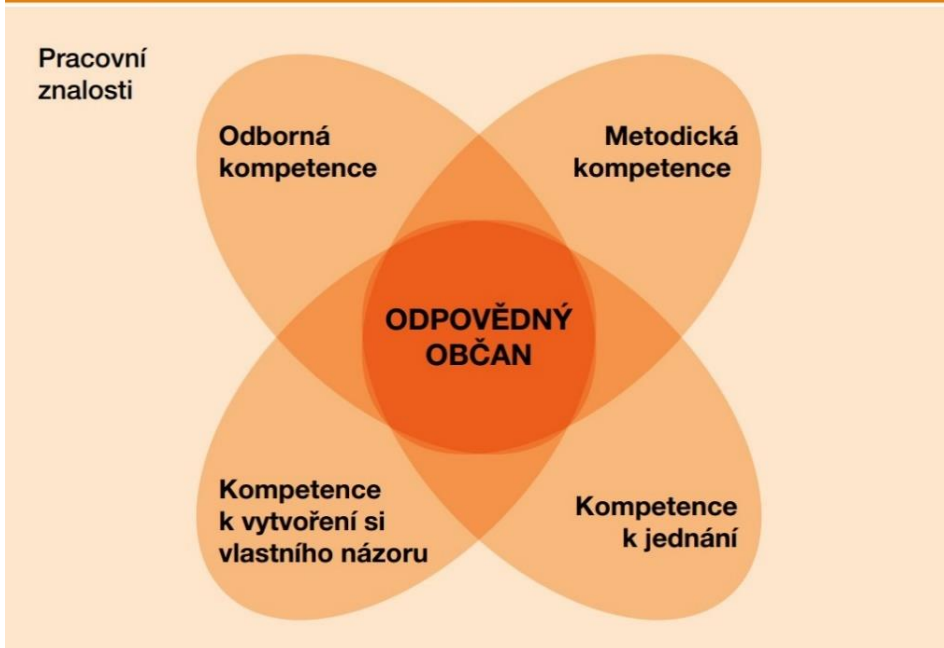 Pracovní
znalosti
Odborná
kompetence
Metodická
kompetence
ODPOVĚDNÝ
OBČAN
Kompetence
k vytvoření si
vlastního názoru
Kompetence
k jednání